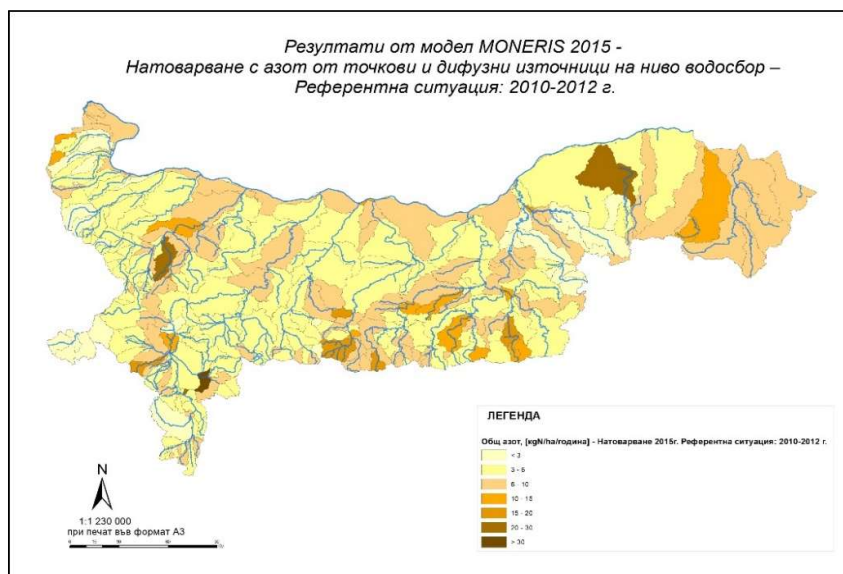 Резултати от модел MONERIS 2015 -
Натоварване с азот от точкови и дифузни източници на ниво водосбор –
Референтна ситуация: 2010-2012 г.
ЛЕГЕНДА
Общ азот, [кgN/ha/година] - Натоварване 2015г. Референтна ситуация: 2010-2012 г.
< 3
3 - 6
6 - 10
10 - 15
15 - 20
20 - 30
> 30
N
1:1 230 000
при печат във формат А3